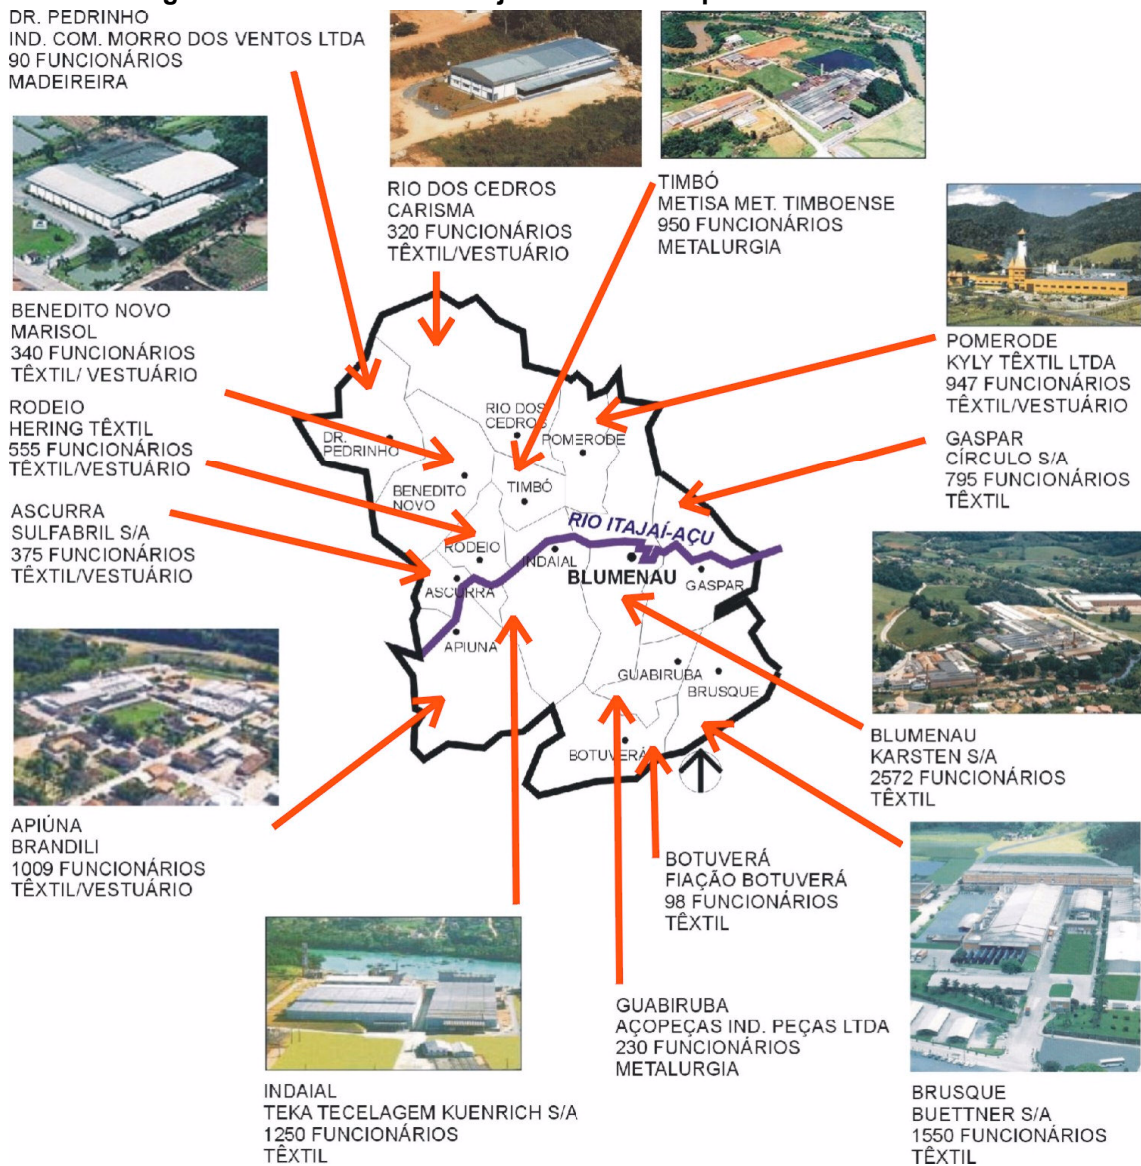 DR. PEDRINHO
IND. COM. MORRO DOS VENTOS LTDA
90 FUNCIONÁRIOS
MADEIREIRA
RIO DOS CEDROS
CARISMA
320 FUNCIONÁRIOS
TÊXTIL/VESTUÁRIO
TIMBÓ
METISA MET. TIMBOENSE
950 FUNCIONÁRIOS
METALURGIA
BENEDITO NOVO
MARISOL
340 FUNCIONÁRIOS
TÊXTIL/ VESTUÁRIO
POMERODE
KYLY TÊXTIL LTDA
947 FUNCIONÁRIOS
TÊXTIL/VESTUÁRIO
RODEIO
HERING TÊXTIL
555 FUNCIONÁRIOS
TÊXTIL/VESTUÁRIO
GASPAR
CÍRCULO S/A
795 FUNCIONÁRIOS
TÊXTIL
ASCURRA
SULFABRIL S/A
375 FUNCIONÁRIOS
TÊXTIL/VESTUÁRIO
RIO DOS
CEDROS
DR.
PEDRINHO
POMERODE
BENEDITO
NOVO
TIMBÓ
RIO ITAJAÍ-AÇU
RODEIO
INDAIAL
BLUMENAU
GASPAR
ASCURRA
APIUNA
GUABIRUBA
BRUSQUE
BOTUVERÁ
BLUMENAU
KARSTEN S/A
2572 FUNCIONÁRIOS
TÊXTIL
APIÚNA
BRANDILI
1009 FUNCIONÁRIOS
TÊXTIL/VESTUÁRIO
BOTUVERÁ
FIAÇÃO BOTUVERÁ
98 FUNCIONÁRIOS
TÊXTIL
GUABIRUBA
AÇOPEÇAS IND. PEÇAS LTDA
230 FUNCIONÁRIOS
METALURGIA
INDAIAL
TEKA TECELAGEM KUENRICH S/A
1250 FUNCIONÁRIOS
TÊXTIL
BRUSQUE
BUETTNER S/A
1550 FUNCIONÁRIOS
TÊXTIL